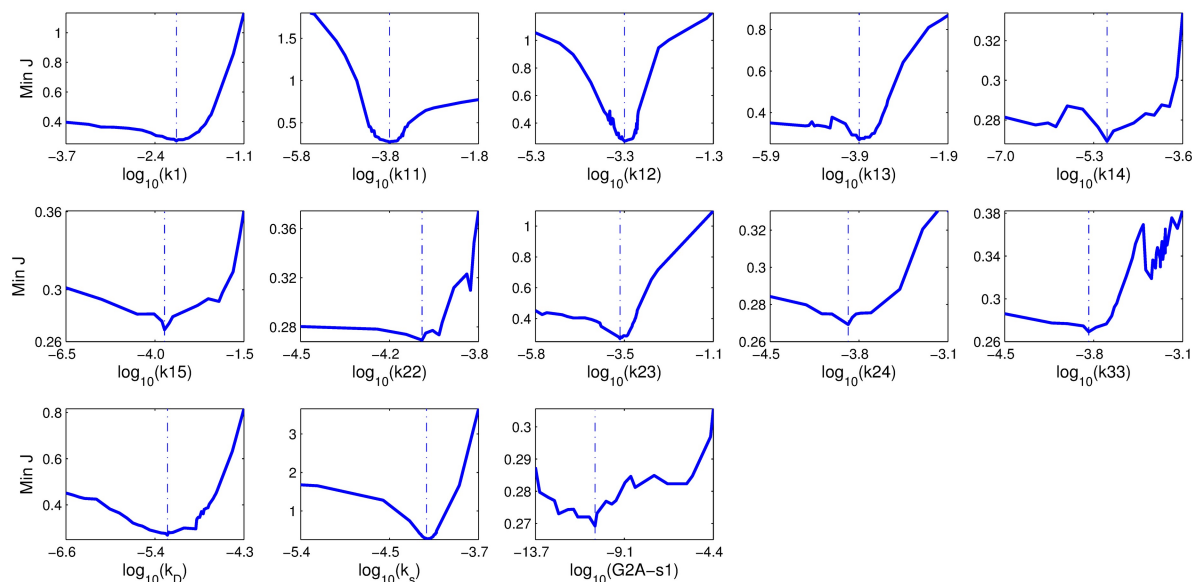 1
0.8
0.6
0.4
Min J
−3.7 −2.4 −1.1
log10(k1)
1.5
1
0.5
−5.8 −3.8 −1.8
log10(k11)
1.2
1
0.8
0.6
0.4
−5.3 −3.3 −1.3
log10(k12)
0.8
0.6
0.4
−5.9 −3.9 −1.9
log10(k13)
0.32
0.3
0.28
−7.0 −5.3 −3.6
log10(k14)
0.36
0.3
0.26
Min J
−6.5 −4.0 −1.5
log10(k15)
0.36
0.32
0.28
−4.5 −4.2 −3.8
log10(k22)
1
0.8
0.6
0.4
−5.8 −3.5 −1.1
log10(k23)
0.32
0.3
0.28
0.26
−4.5 −3.8 −3.1
log10(k24)
0.38
0.34
0.3
0.26
−4.5 −3.8 −3.1
log10(k33)
0.8
0.6
0.4
Min J
−6.6 −5.4 −4.3
log10(kD)
3
2
1
−5.4 −4.5 −3.7
log10(ks)
0.3
0.29
0.28
0.27
−13.7 −9.1 −4.4
log10(G2A−s1)